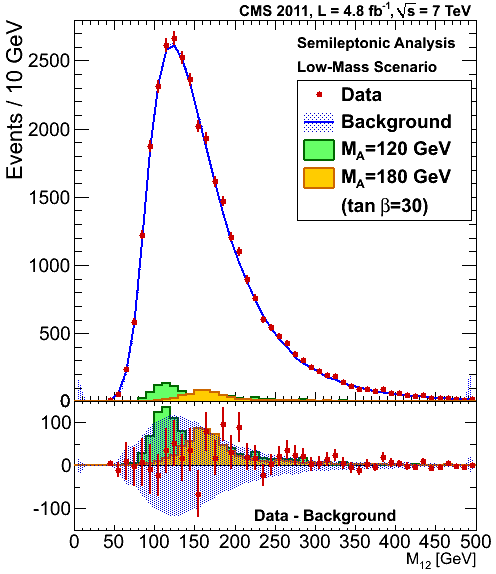 CMS 2011, L = 4.8 fb⁻¹, √s = 7 TeV
Events / 10 GeV
Semileptonic Analysis
Low-Mass Scenario
Data
Background
M_A=120 GeV
M_A=180 GeV
(tan β=30)
2500
2000
1500
1000
500
0
100
0
-100
Data - Background
0 50 100 150 200 250 300 350 400 450 500
M₁₂ [GeV]